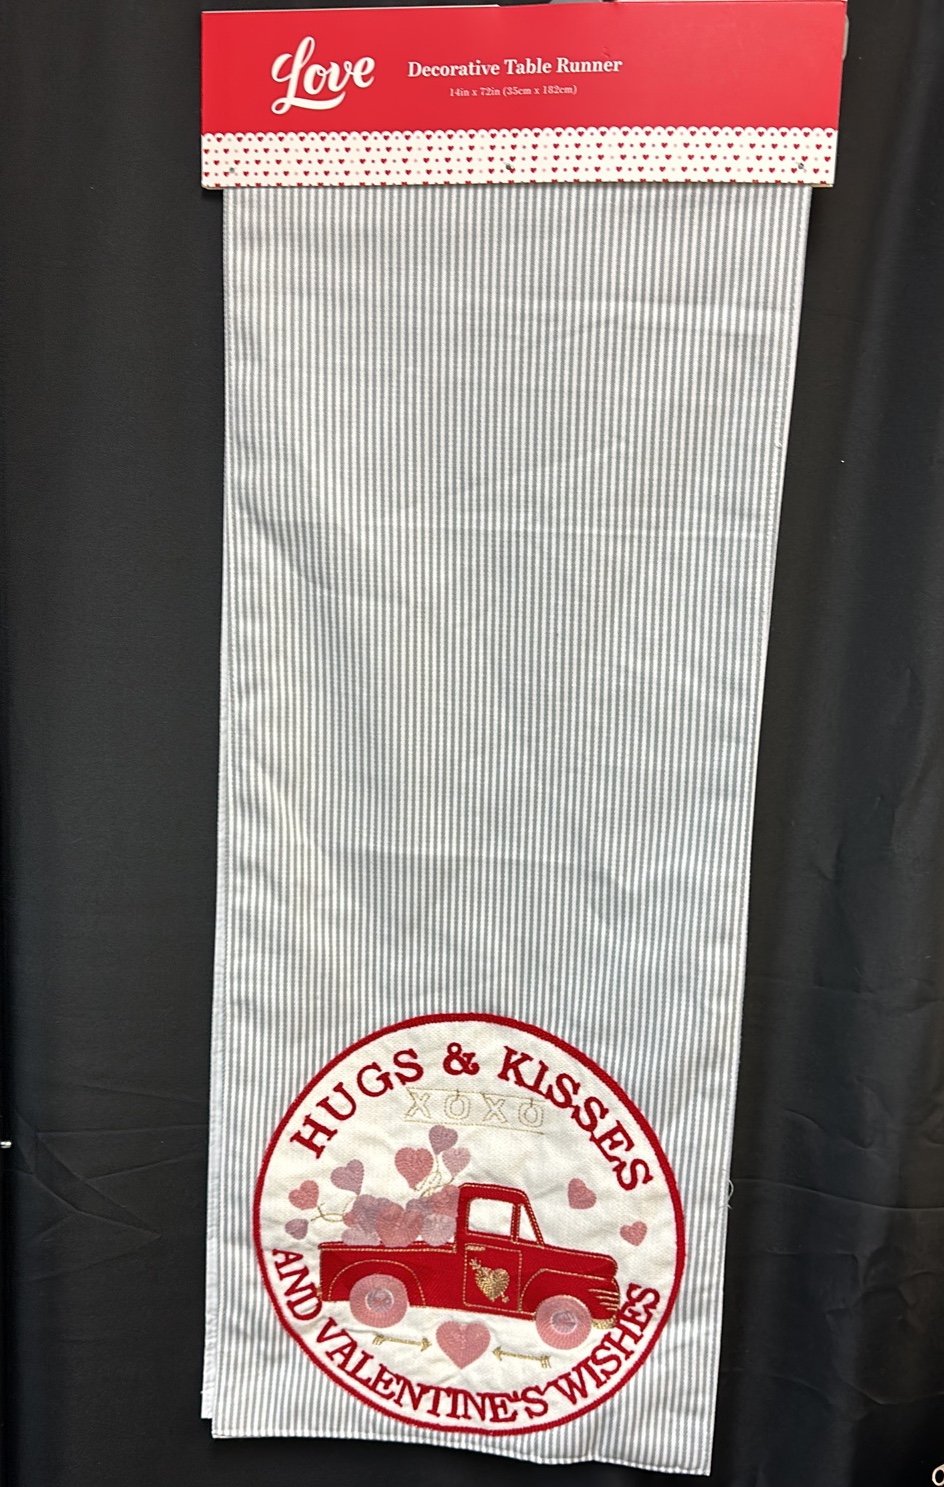 Love
Decorative Table Runner
14in x 72in (35cm x 182cm)
HUGS & KISSES
XOXO
AND VALENTINE'S WISHES